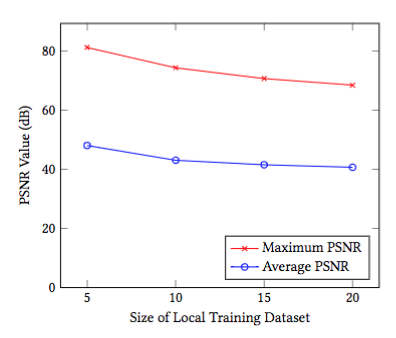 80
60
40
20
0
PSNR Value (dB)
Maximum PSNR
Average PSNR
5 10 15 20
Size of Local Training Dataset